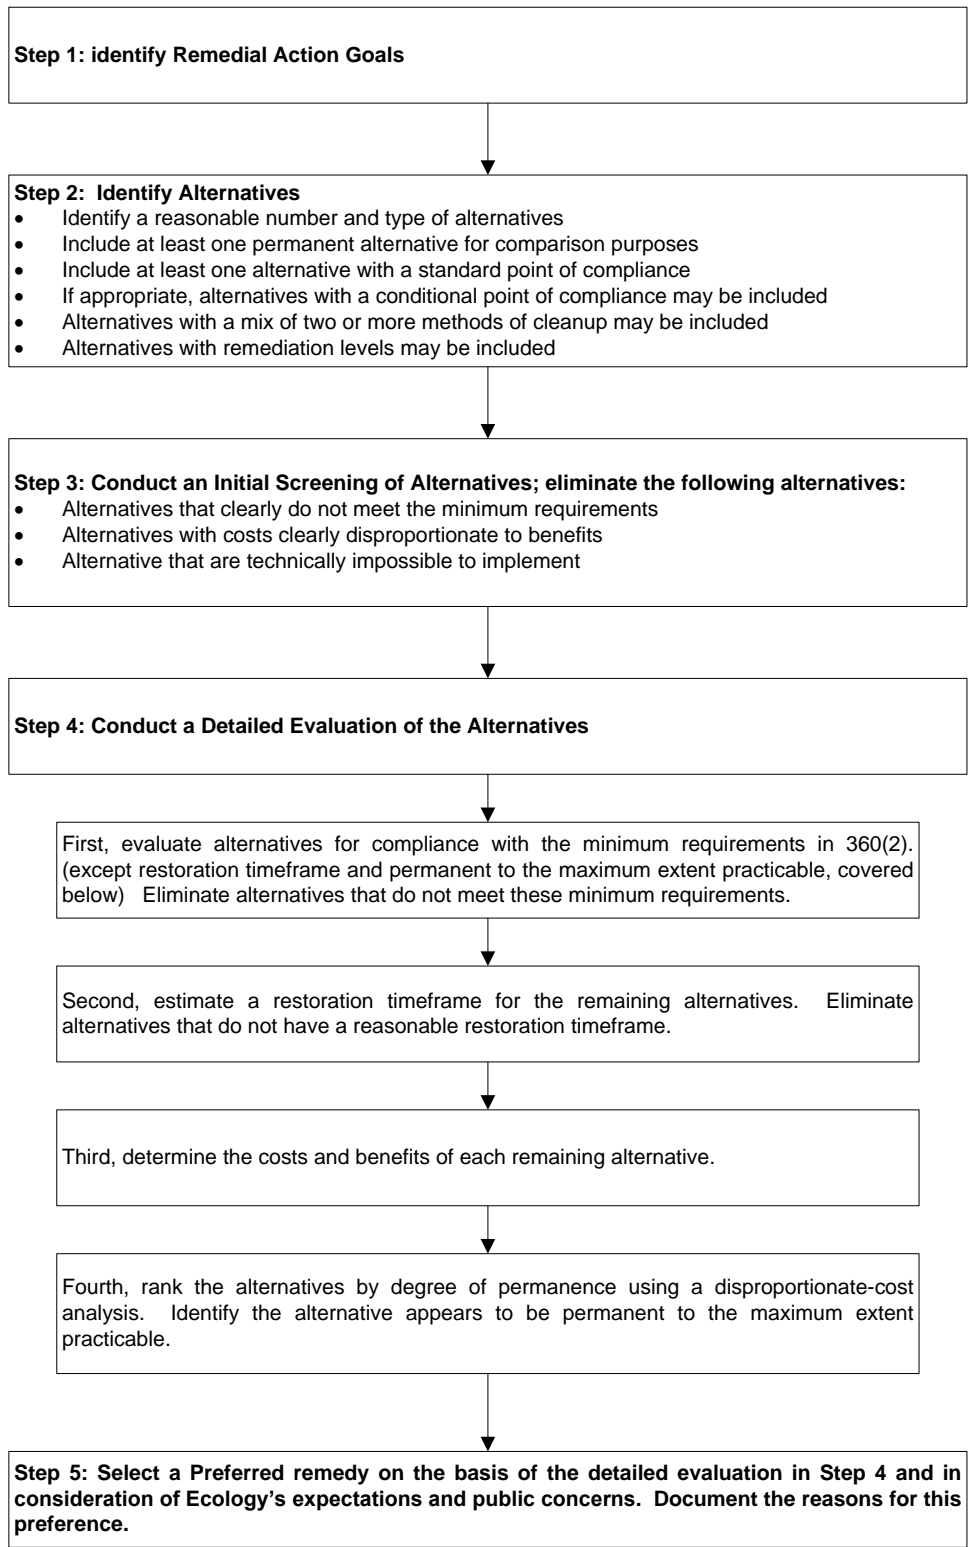 Step 1: identify Remedial Action Goals
Step 2:  Identify Alternatives
• Identify a reasonable number and type of alternatives
• Include at least one permanent alternative for comparison purposes
• Include at least one alternative with a standard point of compliance
• If appropriate, alternatives with a conditional point of compliance may be included
• Alternatives with a mix of two or more methods of cleanup may be included
• Alternatives with remediation levels may be included
Step 3: Conduct an Initial Screening of Alternatives; eliminate the following alternatives:
• Alternatives that clearly do not meet the minimum requirements
• Alternatives with costs clearly disproportionate to benefits
• Alternative that are technically impossible to implement
Step 4: Conduct a Detailed Evaluation of the Alternatives
First, evaluate alternatives for compliance with the minimum requirements in 360(2).
(except restoration timeframe and permanent to the maximum extent practicable, covered
below)   Eliminate alternatives that do not meet these minimum requirements.
Second, estimate a restoration timeframe for the remaining alternatives.  Eliminate
alternatives that do not have a reasonable restoration timeframe.
Third, determine the costs and benefits of each remaining alternative.
Fourth, rank the alternatives by degree of permanence using a disproportionate-cost
analysis.  Identify the alternative appears to be permanent to the maximum extent
practicable.
Step 5: Select a Preferred remedy on the basis of the detailed evaluation in Step 4 and in
consideration of Ecology's expectations and public concerns.  Document the reasons for this
preference.